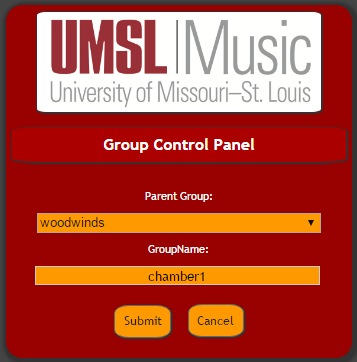 UMSL | Music
University of Missouri–St. Louis
Group Control Panel
Parent Group:
woodwinds ▼
GroupName:
chamber1
Submit Cancel